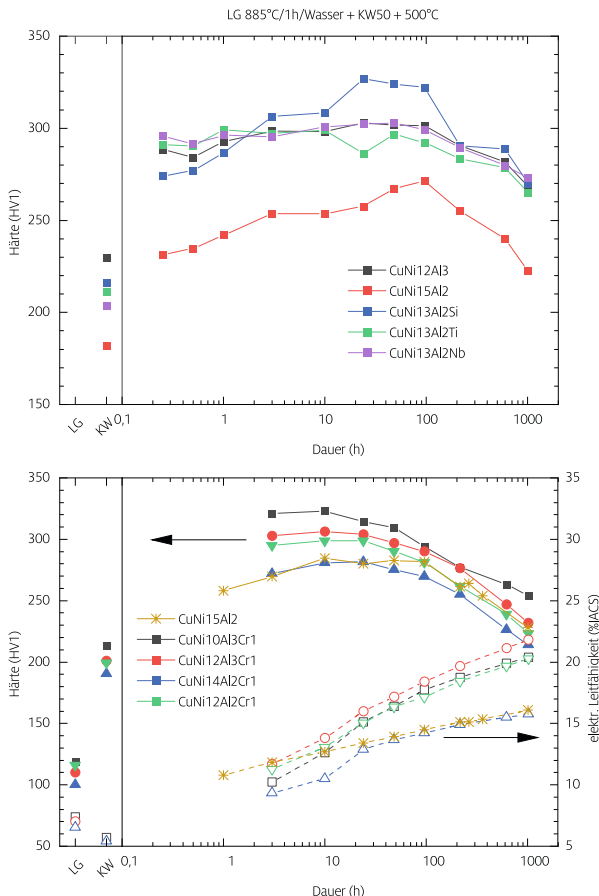 LG 885°C/1h/Wasser + KW50 + 500°C
350
300
250
200
150
Härte (HV1)
CuNi12Al3
CuNi15Al2
CuNi13Al2Si
CuNi13Al2Ti
CuNi13Al2Nb
LG
KW
0,1
1
10
100
1000
Dauer (h)
350
300
250
200
150
100
50
Härte (HV1)
35
30
25
20
15
10
5
elektr. Leitfähigkeit (%IACS)
CuNi15Al2
CuNi10Al3Cr1
CuNi12Al3Cr1
CuNi14Al2Cr1
CuNi12Al2Cr1
LG
KW
0,1
1
10
100
1000
Dauer (h)